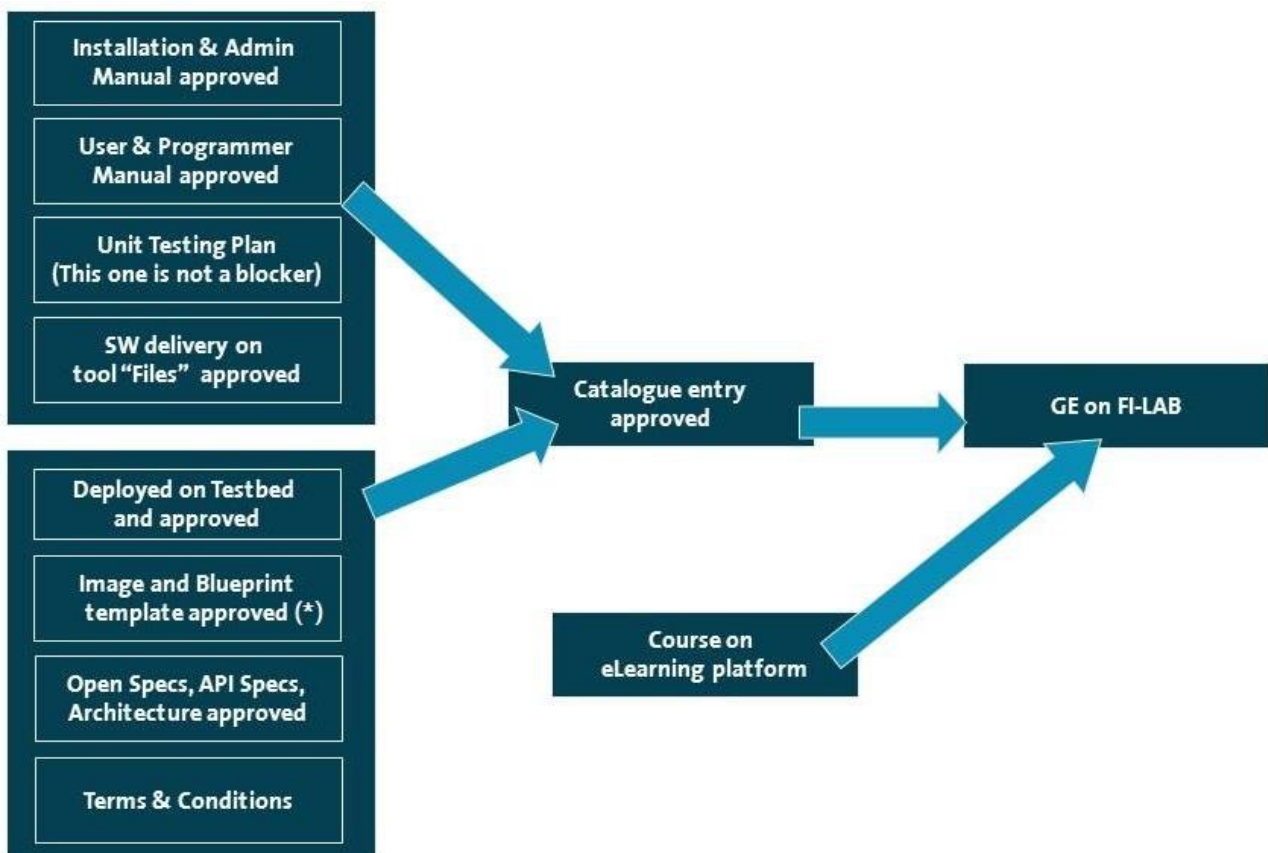 Installation & Admin
Manual approved
User & Programmer
Manual approved
Unit Testing Plan
(This one is not a blocker)
SW delivery on
tool “Files” approved
Deployed on Testbed
and approved
Image and Blueprint
template approved (*)
Open Specs, API Specs,
Architecture approved
Terms & Conditions
Catalogue entry
approved
Course on
eLearning platform
GE on FI-LAB